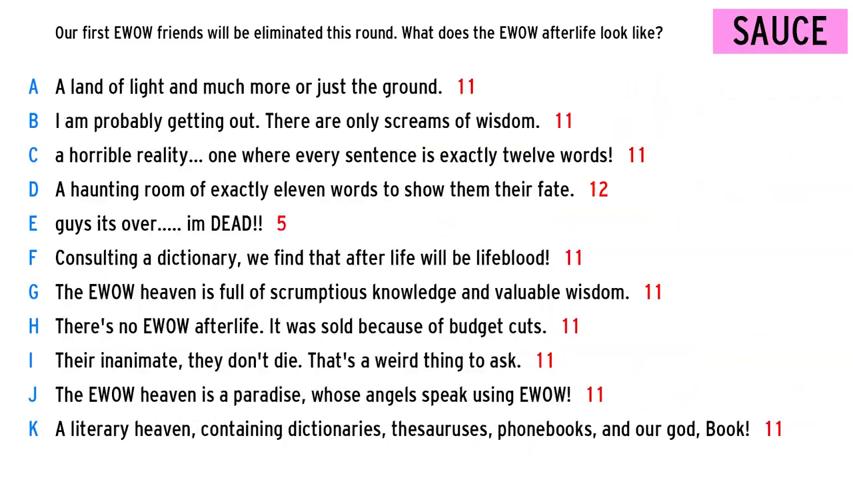 Our first EWOW friends will be eliminated this round. What does the EWOW afterlife look like?
SAUCE
A A land of light and much more or just the ground. 11
B I am probably getting out. There are only screams of wisdom. 11
C a horrible reality... one where every sentence is exactly twelve words! 11
D A haunting room of exactly eleven words to show them their fate. 12
E guys its over..... im DEAD!! 5
F Consulting a dictionary, we find that after life will be lifeblood! 11
G The EWOW heaven is full of scrumptious knowledge and valuable wisdom. 11
H There's no EWOW afterlife. It was sold because of budget cuts. 11
I Their inanimate, they don't die. That's a weird thing to ask. 11
J The EWOW heaven is a paradise, whose angels speak using EWOW! 11
K A literary heaven, containing dictionaries, thesauruses, phonebooks, and our god, Book! 11